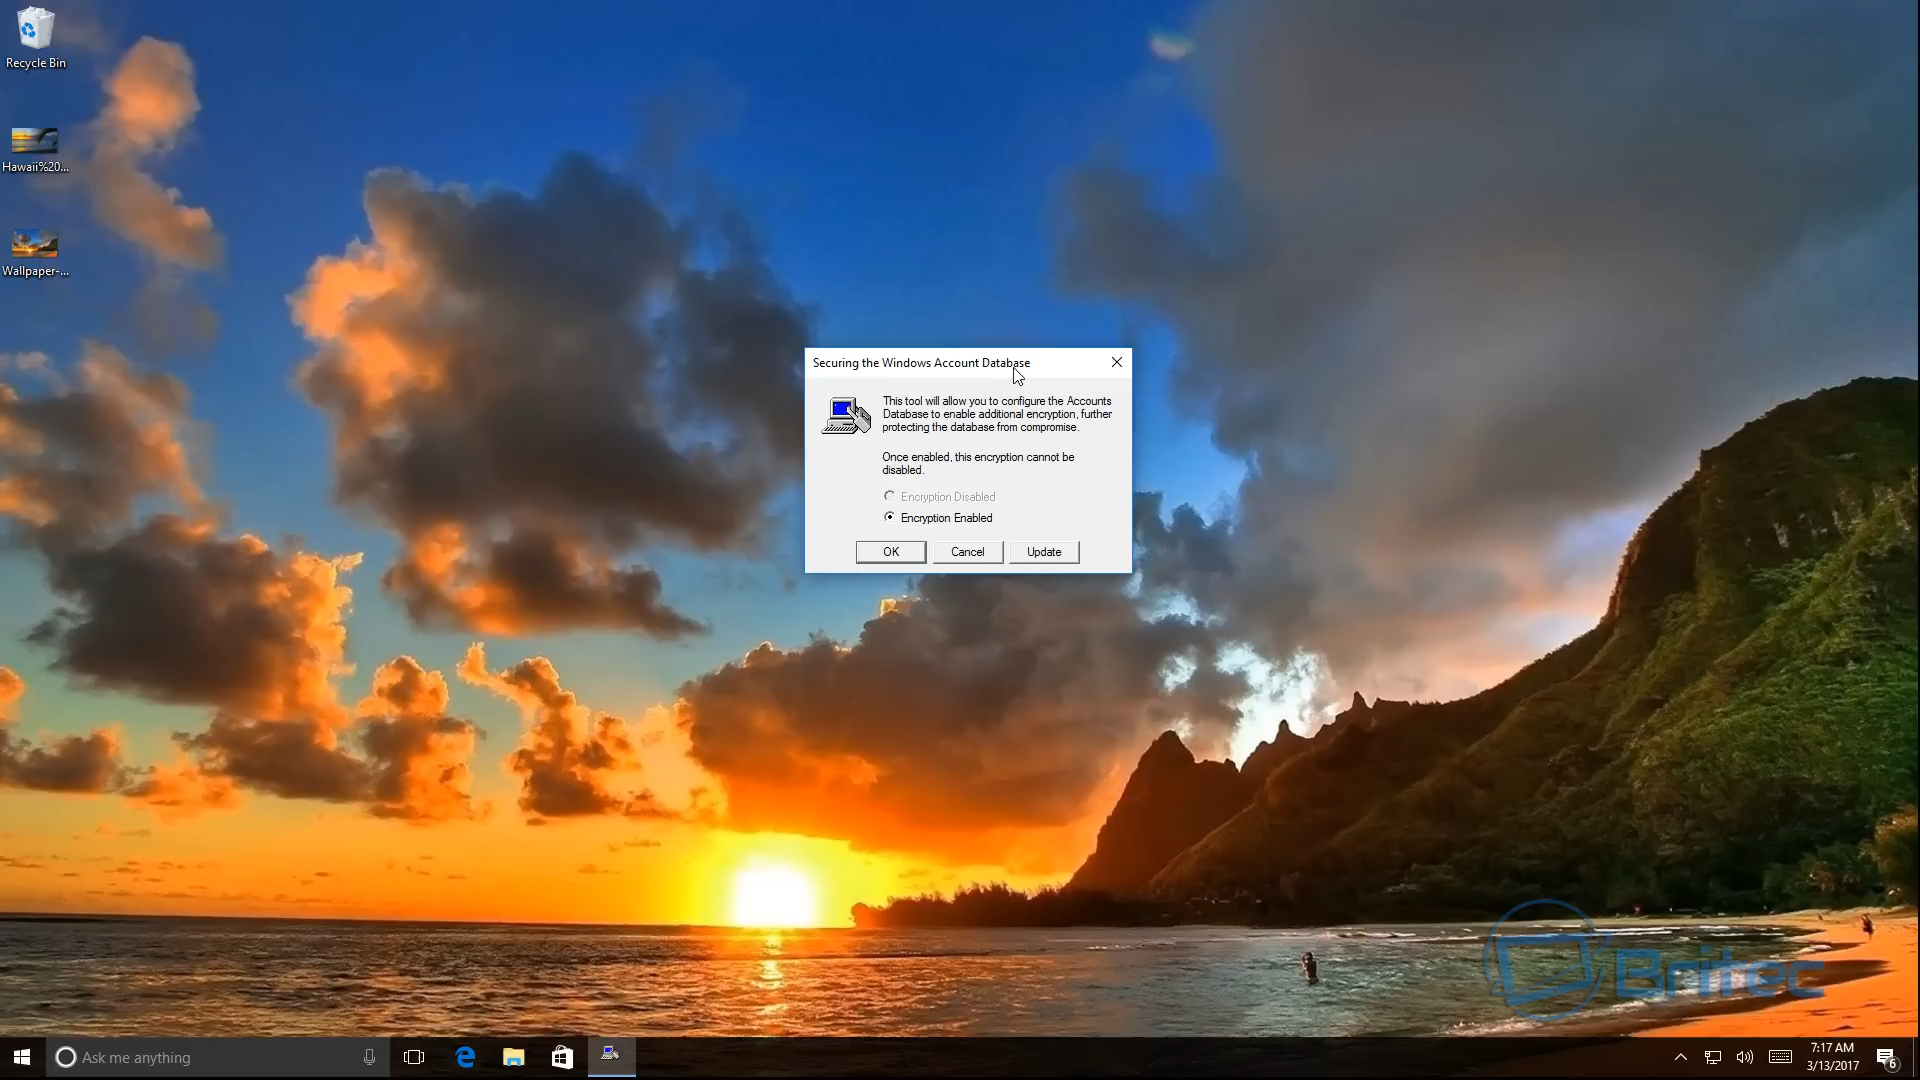 Recycle Bin
Hawaii%20...
Wallpaper-...
Securing the Windows Account Database
This tool will allow you to configure the Accounts
Database to enable additional encryption, further
protecting the database from compromise.
Once enabled, this encryption cannot be
disabled.
Encryption Disabled
Encryption Enabled
OK
Cancel
Update
Britec
Ask me anything
7:17 AM
3/13/2017
6